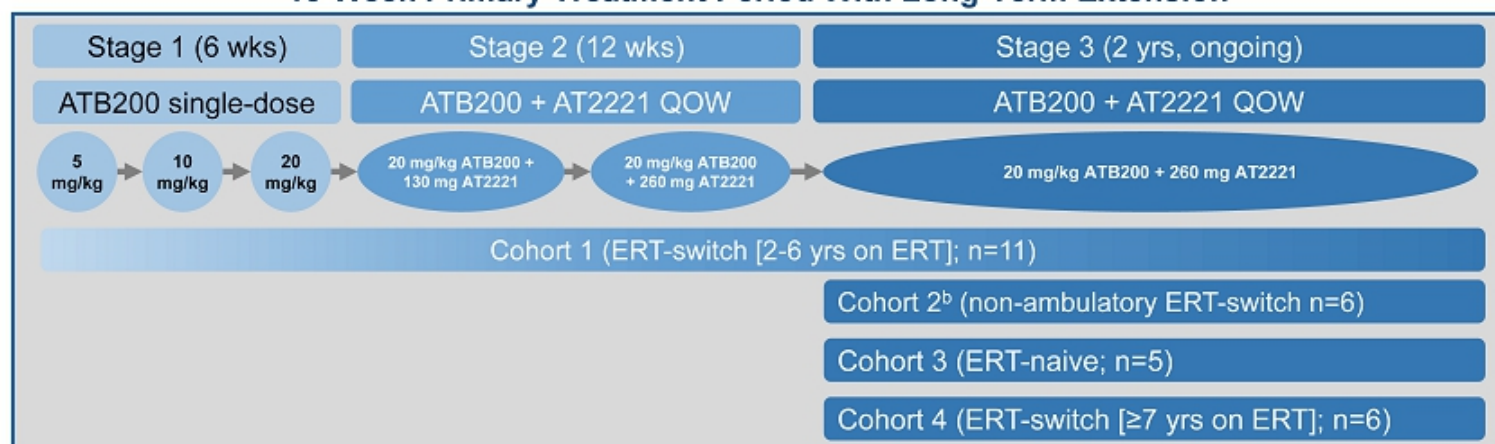 Stage 1 (6 wks)
Stage 2 (12 wks)
Stage 3 (2 yrs, ongoing)
ATB200 single-dose
ATB200 + AT2221 QOW
ATB200 + AT2221 QOW
5
mg/kg
10
mg/kg
20
mg/kg
20 mg/kg ATB200 +
130 mg AT2221
20 mg/kg ATB200
+ 260 mg AT2221
20 mg/kg ATB200 + 260 mg AT2221
Cohort 1 (ERT-switch [2-6 yrs on ERT]; n=11)
Cohort 2ᵇ (non-ambulatory ERT-switch n=6)
Cohort 3 (ERT-naive; n=5)
Cohort 4 (ERT-switch [≥7 yrs on ERT]; n=6)